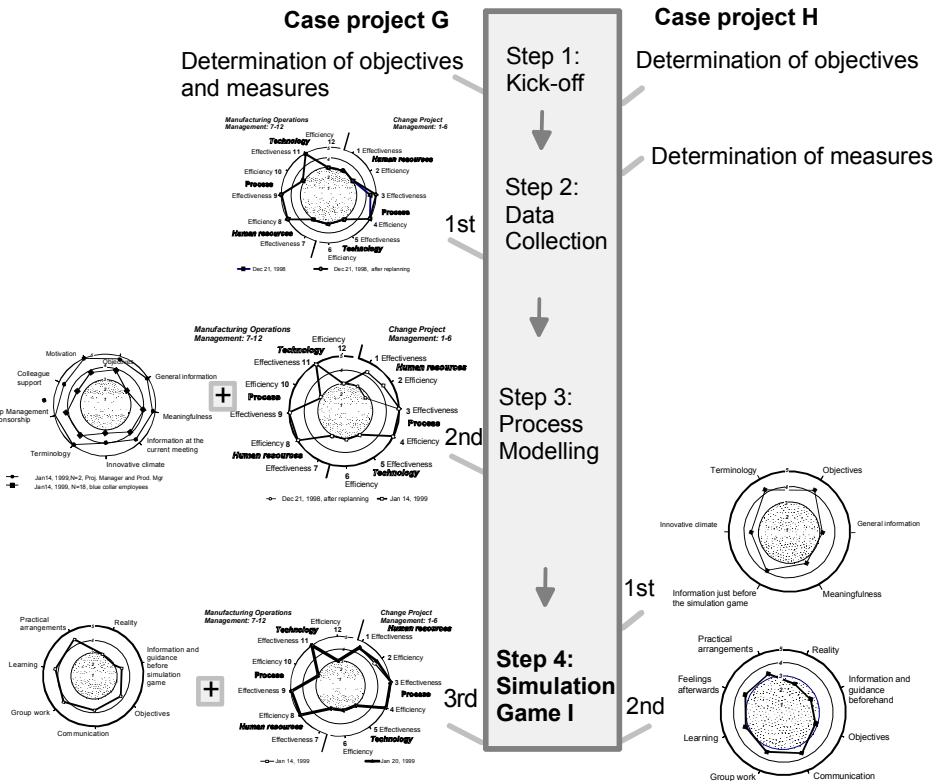 Case project G
Case project H
Determination of objectives
and measures
Step 1:
Kick-off
Determination of objectives
Determination of measures
Manufacturing Operations
Management: 7-12
Change Project
Management: 1-6
Efficiency
12
Technology
Effectiveness 11
1 Effectiveness
Human resources
2 Efficiency
Efficiency 10
Process
Effectiveness 9
3 Effectiveness
Process
4 Efficiency
Efficiency 8
Human resources
Effectiveness 7
5 Effectiveness
Technology
6
Efficiency
Dec 21, 1998
Dec 21, 1998, after replanning
1st
Step 2:
Data
Collection
Motivation
Objectives
General information
Colleague
support
Meaningfulness
Management
Information at the
current meeting
Terminology
Innovative climate
Jan14, 1999,N=2, Proj. Manager and Prod. Mgr
Jan14, 1999, N=18, blue collar employees
+
Manufacturing Operations
Management: 7-12
Change Project
Management: 1-6
Efficiency
12
Technology
Effectiveness 11
1 Effectiveness
Human resources
2 Efficiency
Efficiency 10
Process
Effectiveness 9
3 Effectiveness
Process
4 Efficiency
Efficiency 8
Human resources
Effectiveness 7
5 Effectiveness
Technology
6
Efficiency
Dec 21, 1998, after replanning
Jan 14, 1999
2nd
Step 3:
Process
Modelling
Terminology
Objectives
5
4
3
2
Innovative climate
General information
Information just before
the simulation game
Meaningfulness
1st
Practical
arrangements
Reality
Learning
Information and
guidance
before
simulation
game
Group work
Objectives
Communication
+
Manufacturing Operations
Management: 7-12
Change Project
Management: 1-6
Efficiency
12
Technology
Human resources
Effectiveness 11
1 Effectiveness
2 Efficiency
Efficiency 10
Process
Effectiveness 9
3 Effectiveness
Process
4 Efficiency
Efficiency 8
Human resources
Effectiveness 7
5 Effectiveness
Technology
6
Efficiency
Jan 14, 1999
Jan 20, 1999
3rd
Step 4:
Simulation
Game I
2nd
Practical
arrangements
Reality
5
4
3
2
Feelings
afterwards
Information and
guidance
beforehand
Learning
Objectives
Group work
Communication